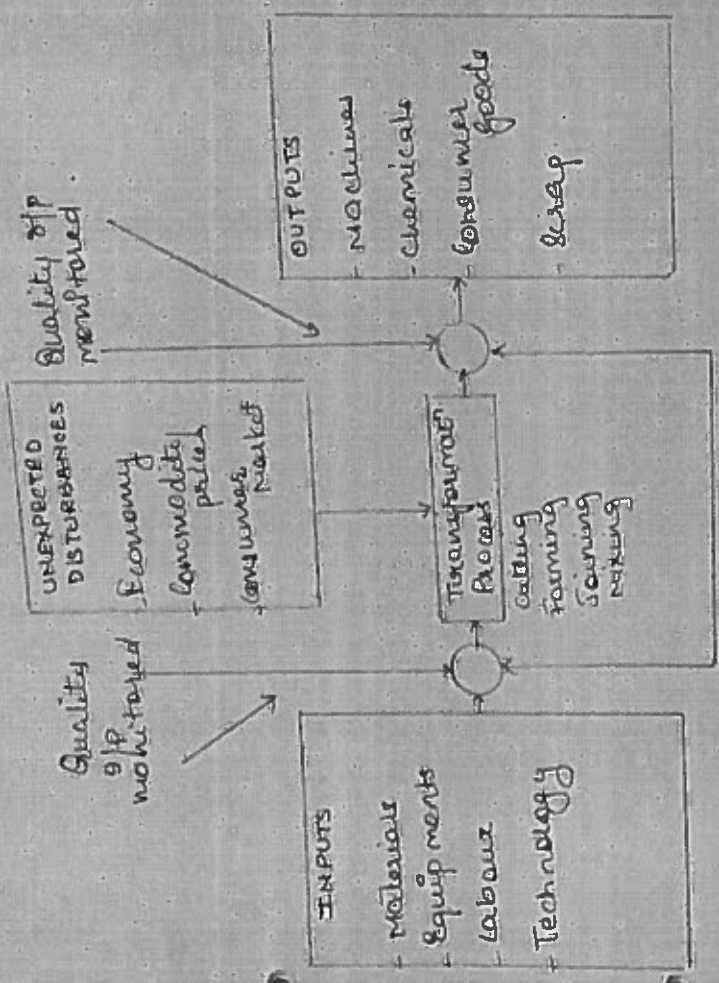 Quality
I/P
monitored
UNEXPECTED
DISTURBANCES
- Economy
- Commodity
prices
- Consumer
Market
Quality O/P
monitored.
INPUTS
- Materials
- Equipments
- Labour
- Technology
Transformatn
Process
Cutting
Forming
Joining
Mixing
OUTPUTS
- Machines
- Chemicals
- Consumer
Goods
- Scrap.